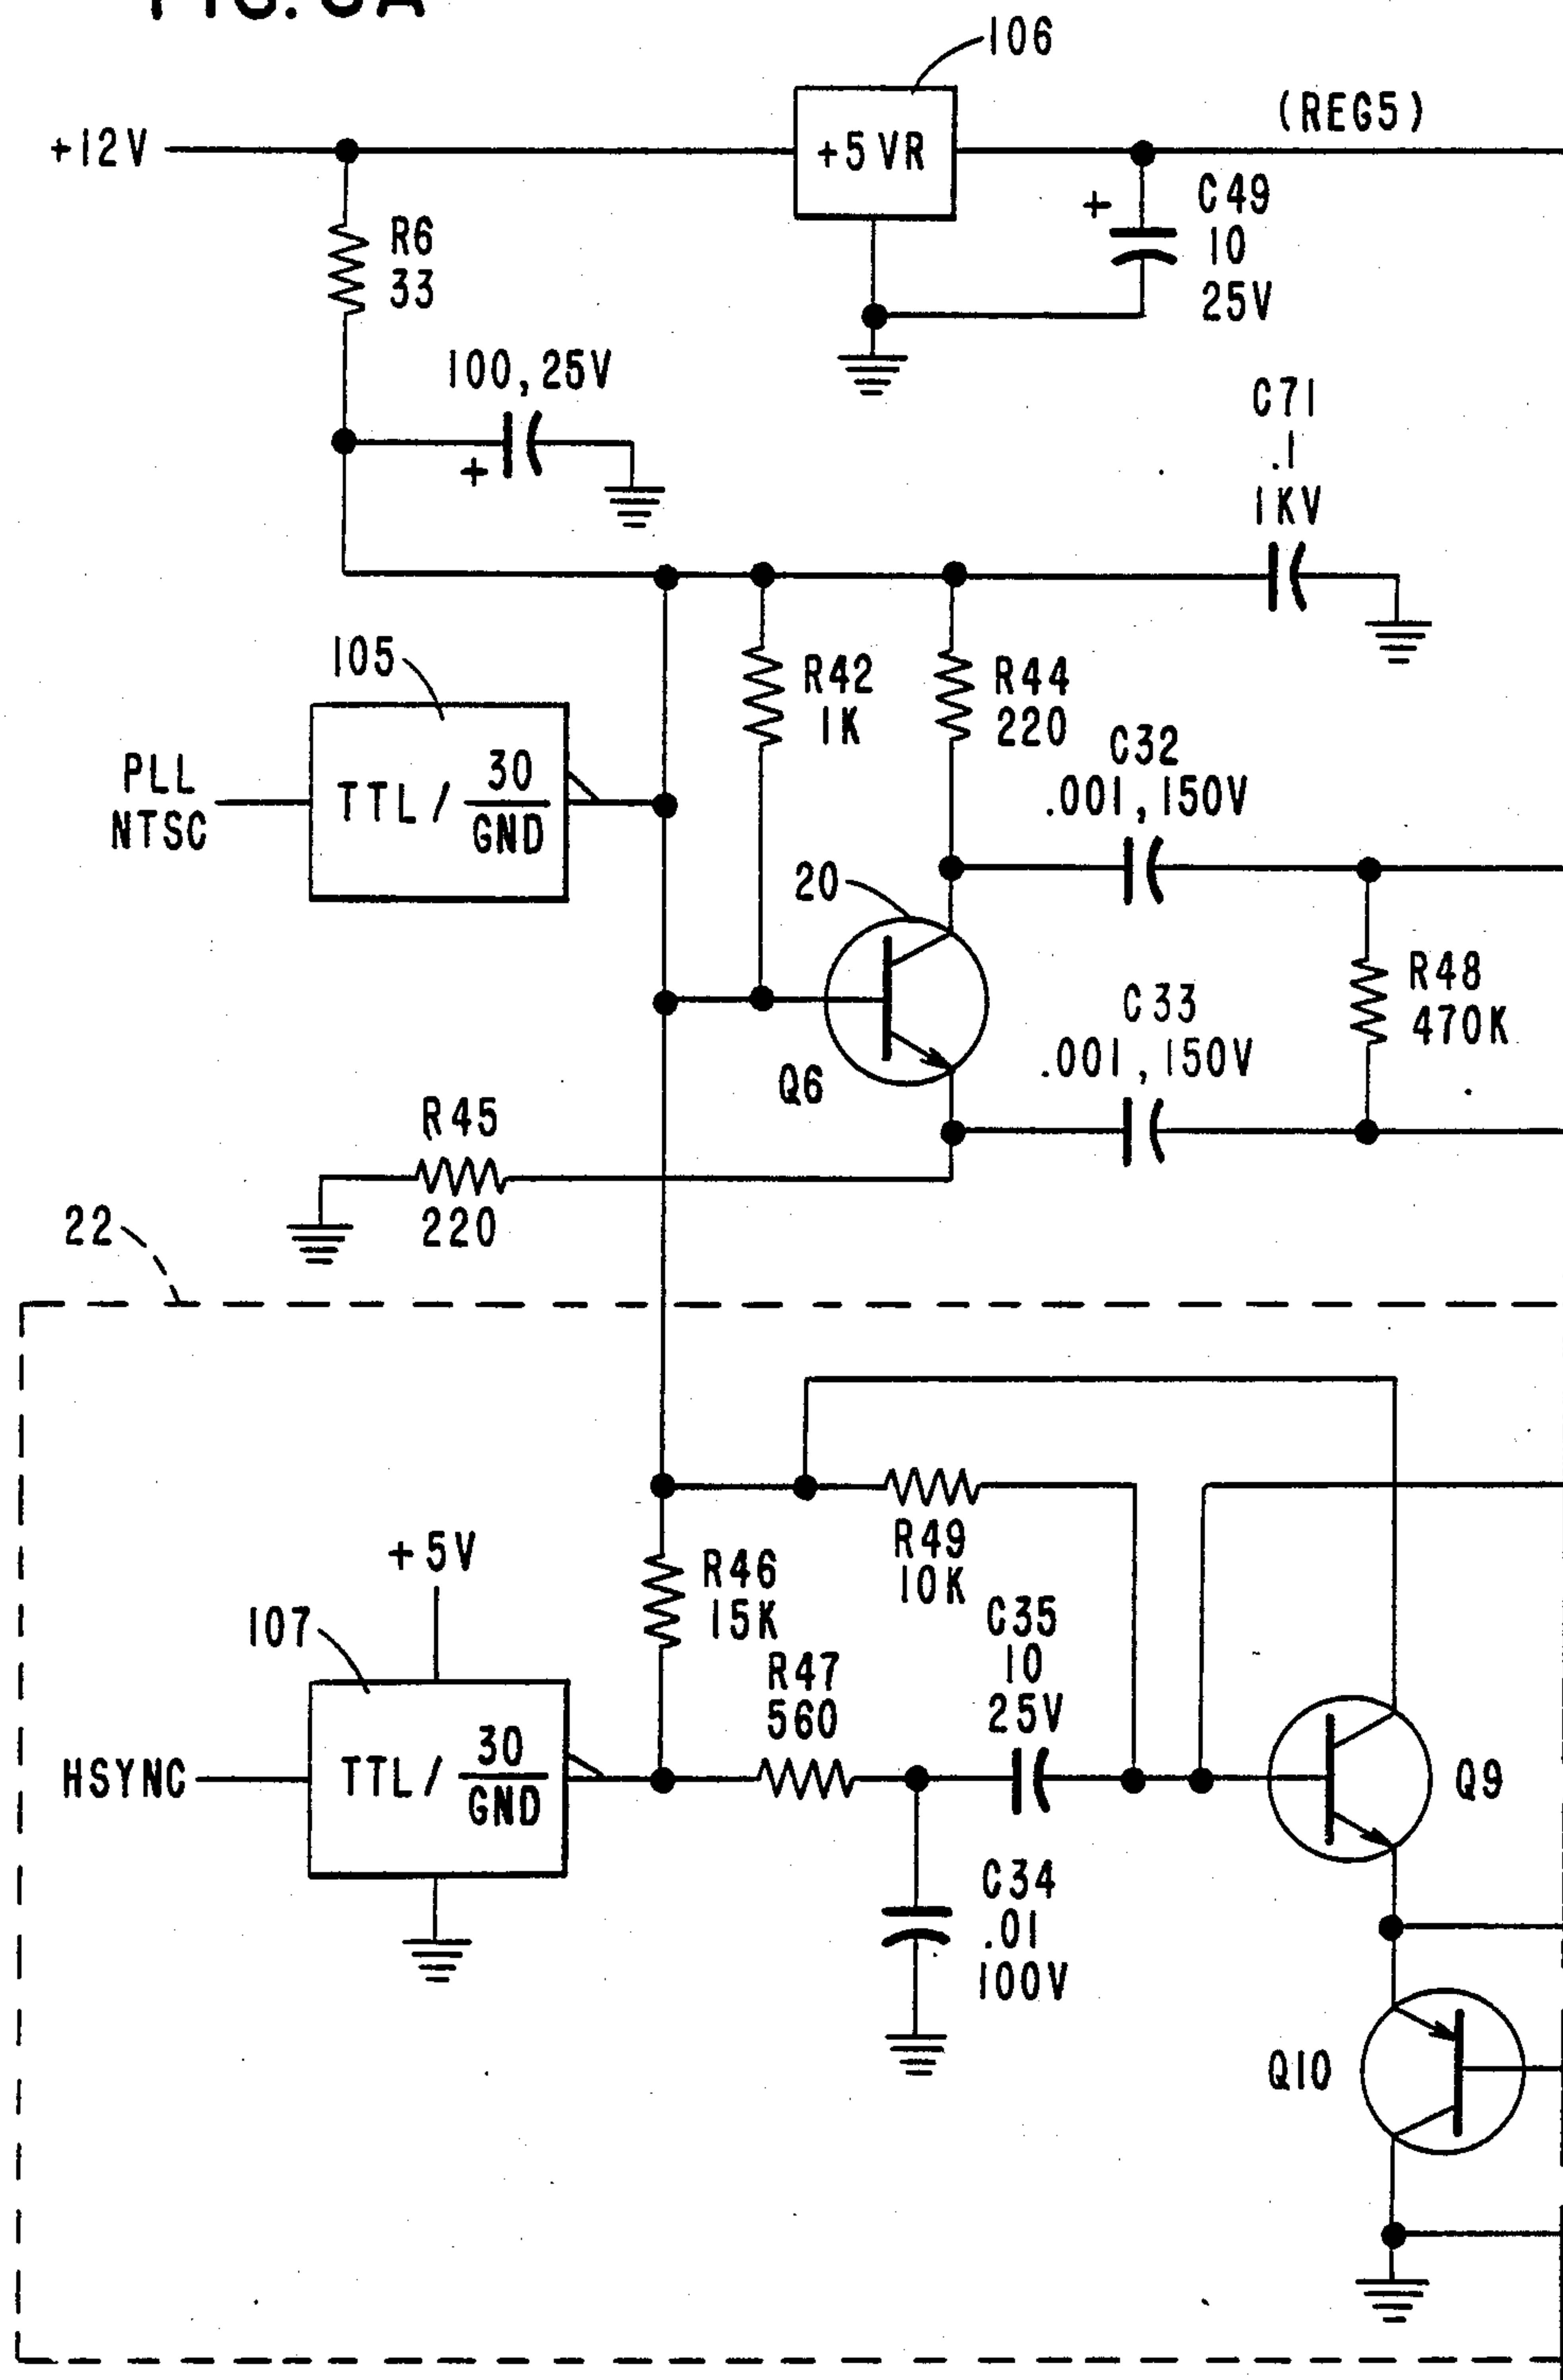 FIG. 8A
106
+12V
+5VR
(REG5)
C49
10
25V
R6
33
100, 25V
C71
.1
1KV
105
PLL
NTSC
TTL/ 30
GND
R42
1K
R44
220
C32
.001, 150V
20
Q6
C33
.001, 150V
R48
470K
R45
220
22
+5V
107
HSYNC
TTL/ 30
GND
R46
15K
R49
10K
R47
560
C35
10
25V
Q9
C34
.01
100V
Q10